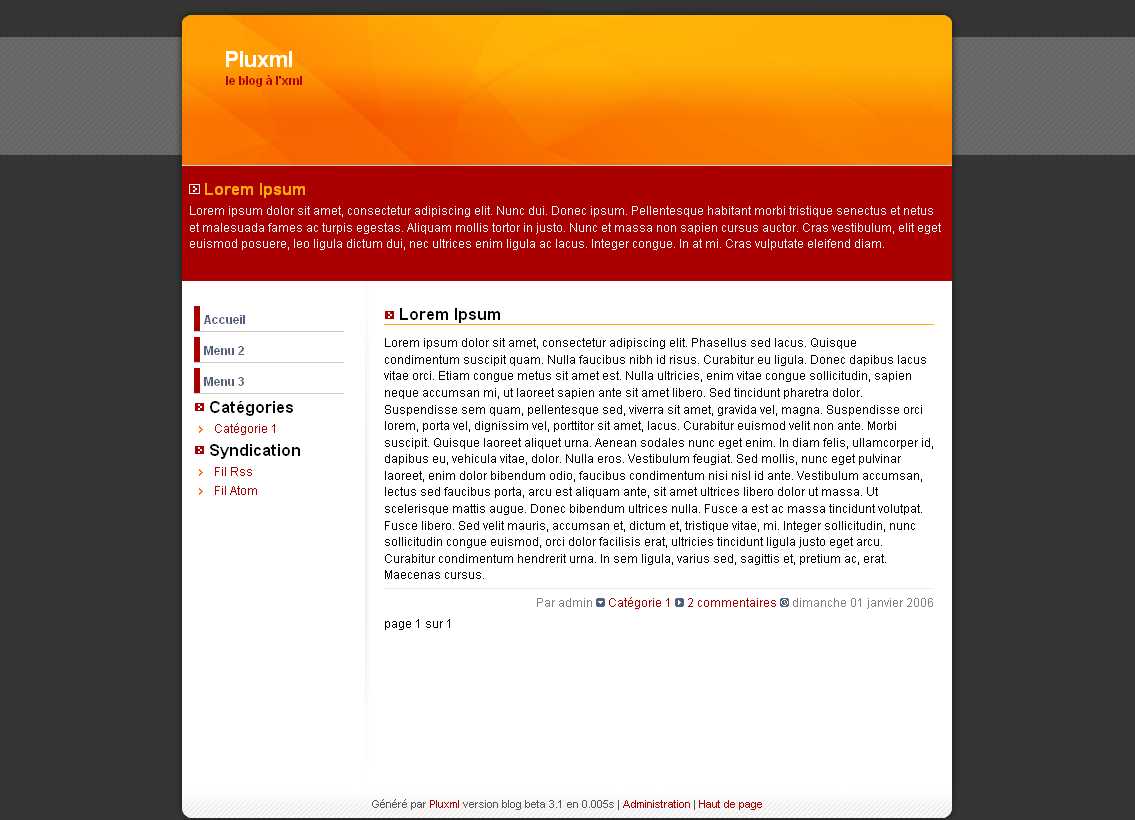 Pluxml
le blog à l'xml
Lorem Ipsum
Lorem ipsum dolor sit amet, consectetur adipiscing elit. Nunc dui. Donec ipsum. Pellentesque habitant morbi tristique senectus et netus
et malesuada fames ac turpis egestas. Aliquam mollis tortor in justo. Nunc et massa non sapien cursus auctor. Cras vestibulum, elit eget
euismod posuere, leo ligula dictum dui, nec ultrices enim ligula ac lacus. Integer congue. In at mi. Cras vulputate eleifend diam.
Accueil
Menu 2
Menu 3
Catégories
Catégorie 1
Syndication
Fil Rss
Fil Atom
Lorem Ipsum
Lorem ipsum dolor sit amet, consectetur adipiscing elit. Phasellus sed lacus. Quisque
condimentum suscipit quam. Nulla faucibus nibh id risus. Curabitur eu ligula. Donec dapibus lacus
vitae orci. Etiam congue metus sit amet est. Nulla ultricies, enim vitae congue sollicitudin, sapien
neque accumsan mi, ut laoreet sapien ante sit amet libero. Sed tincidunt pharetra dolor.
Suspendisse sem quam, pellentesque sed, viverra sit amet, gravida vel, magna. Suspendisse orci
lorem, porta vel, dignissim vel, porttitor sit amet, lacus. Curabitur euismod velit non ante. Morbi
suscipit. Quisque laoreet aliquet urna. Aenean sodales nunc eget enim. In diam felis, ullamcorper id,
dapibus eu, vehicula vitae, dolor. Nulla eros. Vestibulum feugiat. Sed mollis, nunc eget pulvinar
laoreet, enim dolor bibendum odio, faucibus condimentum nisi nisl id ante. Vestibulum accumsan,
lectus sed faucibus porta, arcu est aliquam ante, sit amet ultrices libero dolor ut massa. Ut
scelerisque mattis augue. Donec bibendum ultrices nulla. Fusce a est ac massa tincidunt volutpat.
Fusce libero. Sed velit mauris, accumsan et, dictum et, tristique vitae, mi. Integer sollicitudin, nunc
sollicitudin congue euismod, orci dolor facilisis erat, ultricies tincidunt ligula justo eget arcu.
Curabitur condimentum hendrerit urna. In sem ligula, varius sed, sagittis et, pretium ac, erat.
Maecenas cursus.
Par admin Catégorie 1 2 commentaires dimanche 01 janvier 2006
page 1 sur 1
Généré par Pluxml version blog beta 3.1 en 0.005s | Administration | Haut de page